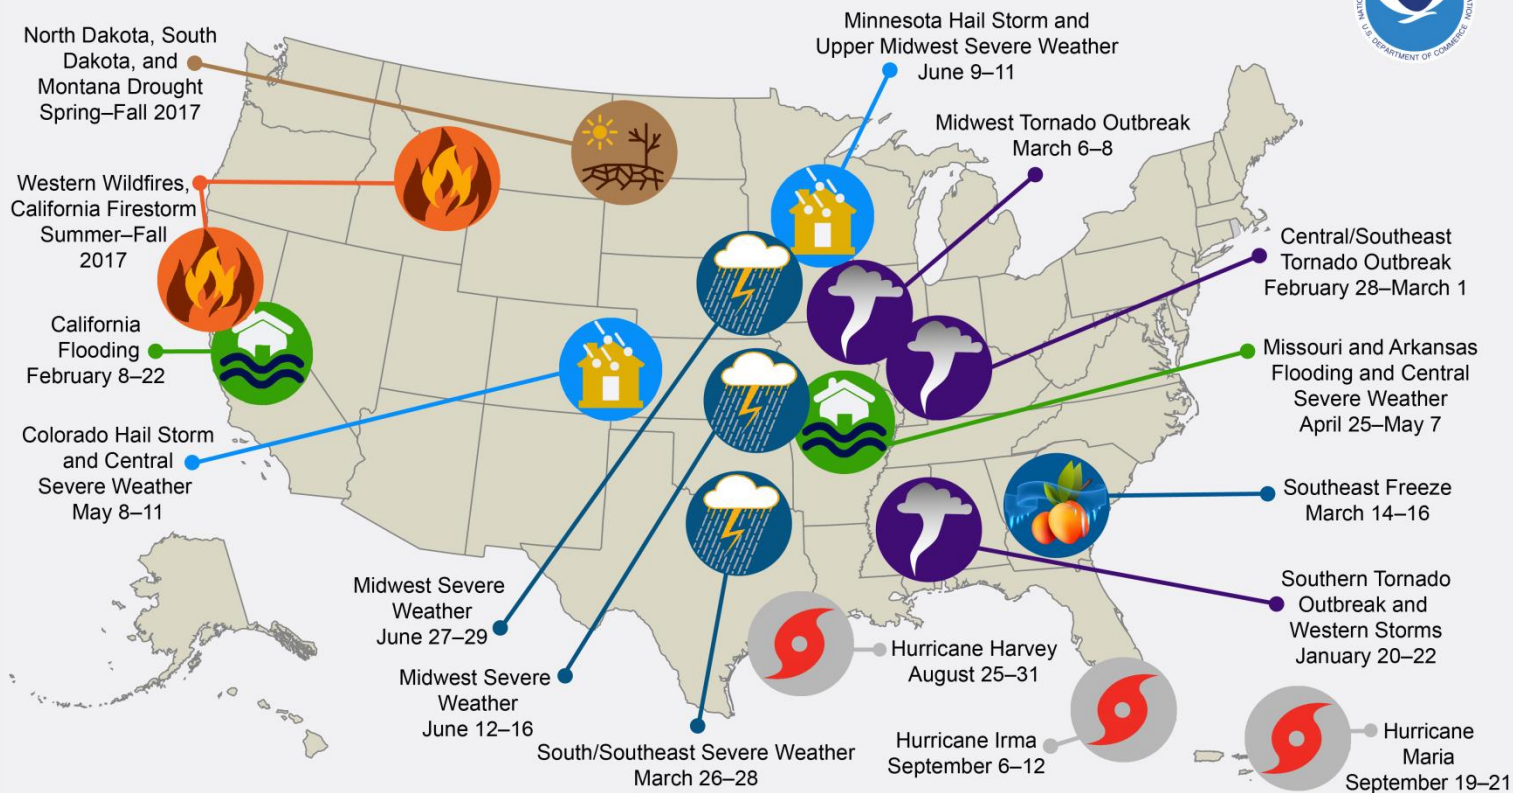 North Dakota, South
Dakota, and
Montana Drought
Spring–Fall 2017
Minnesota Hail Storm and
Upper Midwest Severe Weather
June 9–11
U.S. DEPARTMENT OF COMMERCE
Midwest Tornado Outbreak
March 6–8
Western Wildfires,
California Firestorm
Summer–Fall
2017
Central/Southeast
Tornado Outbreak
February 28–March 1
California
Flooding
February 8–22
Missouri and Arkansas
Flooding and Central
Severe Weather
April 25–May 7
Colorado Hail Storm
and Central
Severe Weather
May 8–11
Southeast Freeze
March 14–16
Midwest Severe
Weather
June 27–29
Southern Tornado
Outbreak and
Western Storms
January 20–22
Midwest Severe
Weather
June 12–16
Hurricane Harvey
August 25–31
South/Southeast Severe Weather
March 26–28
Hurricane Irma
September 6–12
Hurricane
Maria
September 19–21